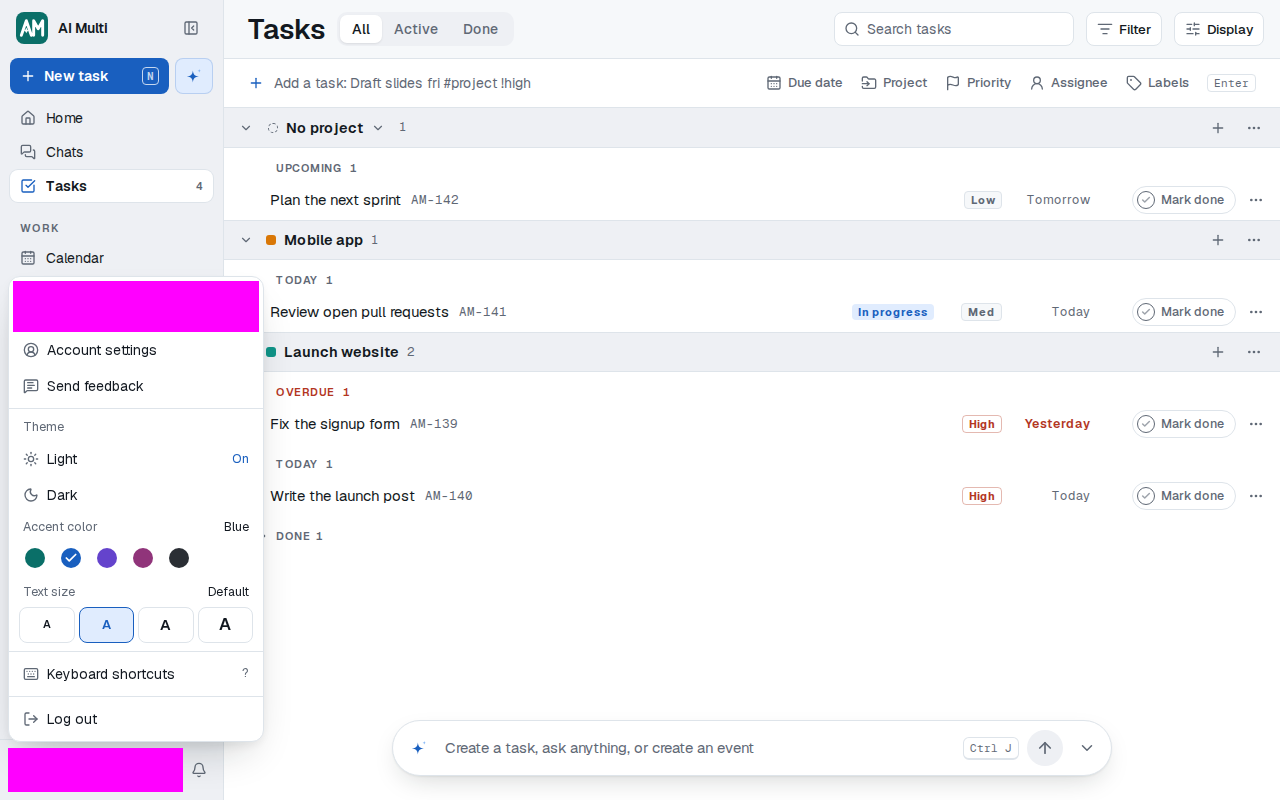 AM AI Multi
New task N
Home
Chats
Tasks 4
WORK
Calendar
Account settings
Send feedback
Theme
Light On
Dark
Accent color Blue
Text size Default
A A A A
Keyboard shortcuts ?
Log out
Tasks All Active Done Search tasks Filter Display
Add a task: Draft slides fri #project !high Due date Project Priority Assignee Labels Enter
No project 1
UPCOMING 1
Plan the next sprint AM-142 Low Tomorrow Mark done
Mobile app 1
TODAY 1
Review open pull requests AM-141 In progress Med Today Mark done
Launch website 2
OVERDUE 1
Fix the signup form AM-139 High Yesterday Mark done
TODAY 1
Write the launch post AM-140 High Today Mark done
DONE 1
Create a task, ask anything, or create an event Ctrl J